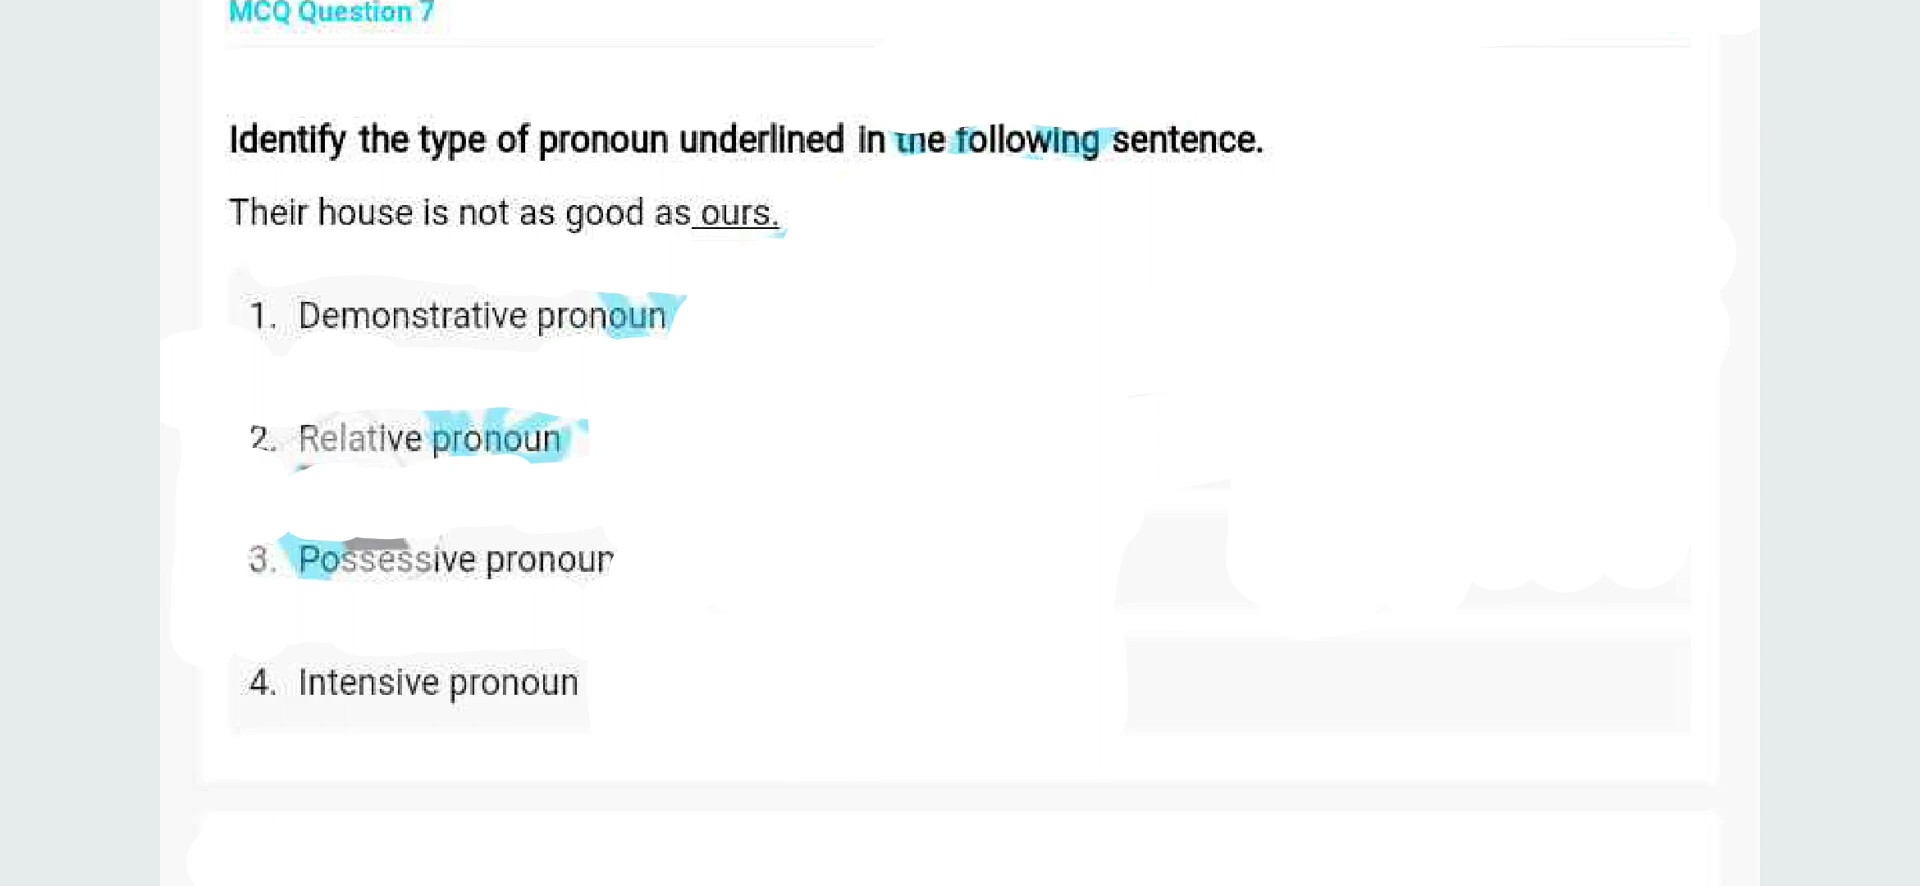 MCQ Question 7
Identify the type of pronoun underlined in the following sentence.
Their house is not as good as ours.
1. Demonstrative pronoun
2. Relative pronoun
3. Possessive pronoun
4. Intensive pronoun